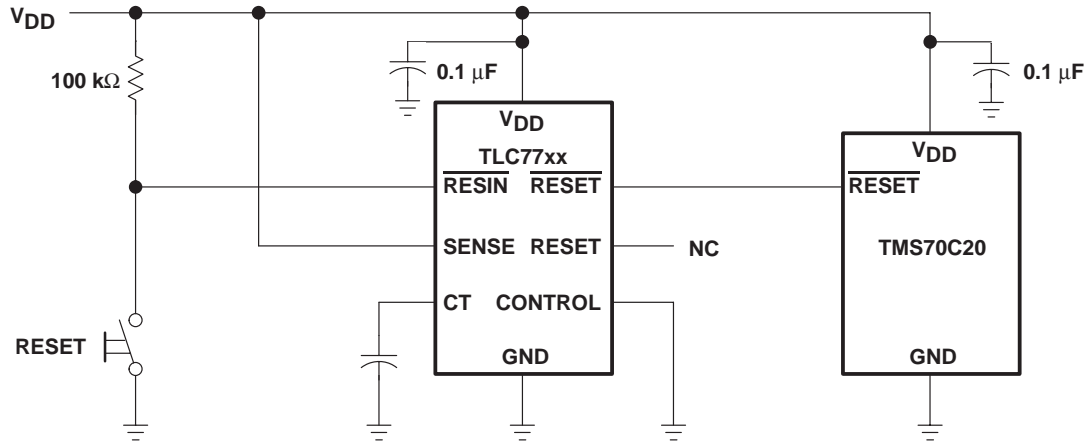 VDD
100 kΩ
0.1 µF
0.1 µF
VDD
TLC77xx
RESIN RESET
SENSE RESET
CT CONTROL
GND
NC
VDD
RESET
TMS70C20
GND
RESET